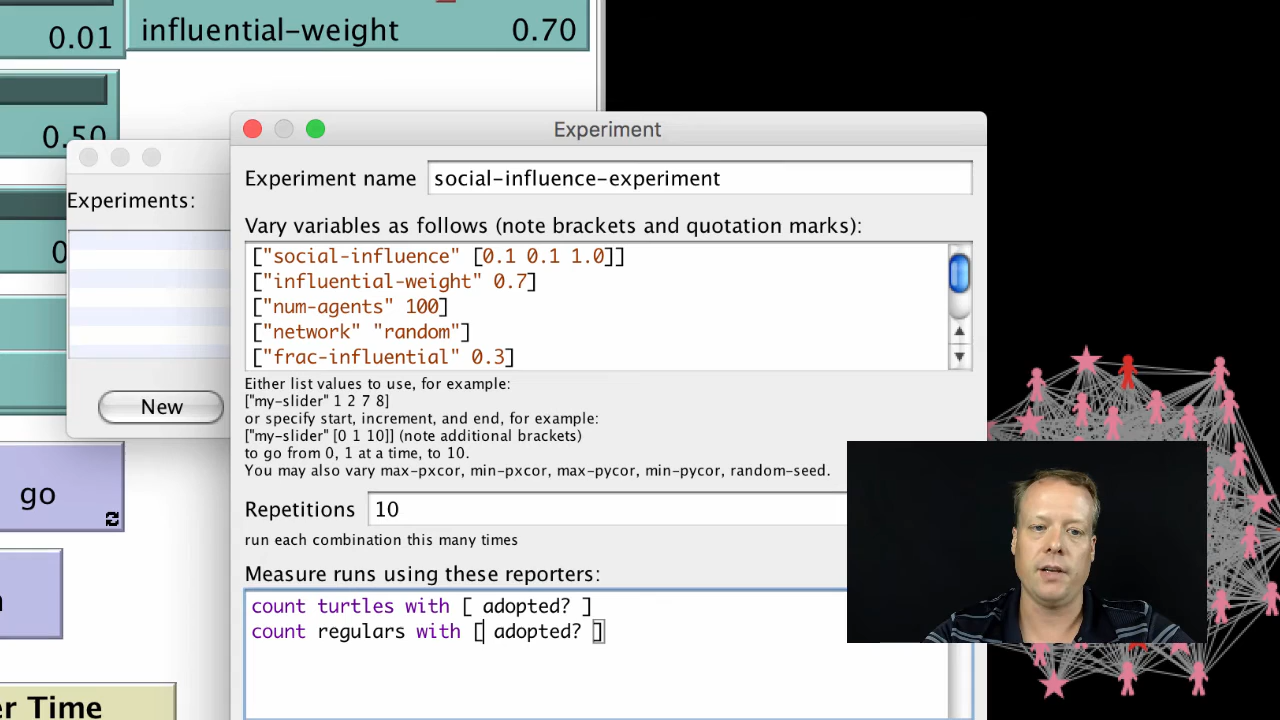 0.01
influential-weight 0.70
0.50
Experiment
Experiment name social-influence-experiment
Experiments:
Vary variables as follows (note brackets and quotation marks):
["social-influence" [0.1 0.1 1.0]]
["influential-weight" 0.7]
["num-agents" 100]
["network" "random"]
["frac-influential" 0.3]
Either list values to use, for example:
["my-slider" 1 2 7 8]
or specify start, increment, and end, for example:
["my-slider" [0 1 10]] (note additional brackets)
to go from 0, 1 at a time, to 10.
You may also vary max-pxcor, min-pxcor, max-pycor, min-pycor, random-seed.
New
go
Repetitions 10
run each combination this many times
Measure runs using these reporters:
count turtles with [ adopted? ]
count regulars with [ adopted? ]
er Time